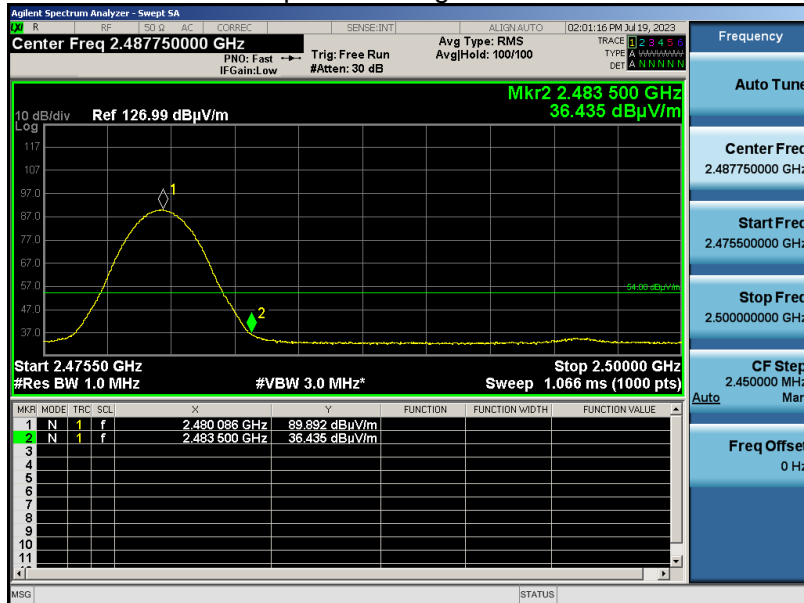 Agilent Spectrum Analyzer - Swept SA
LXI R RF 50 Ω AC CORREC SENSE:INT ALIGN AUTO 02:01:16 PM Jul 19, 2023
Center Freq 2.487750000 GHz
PNO: Fast
IFGain:Low
Trig: Free Run
#Atten: 30 dB
Avg Type: RMS
Avg|Hold: 100/100
TRACE 1 2 3 4 5 6
TYPE A
DET A N N N N N
Mkr2 2.483 500 GHz
36.435 dBµV/m
10 dB/div Ref 126.99 dBµV/m
Log
117
107
97.0
87.0
77.0
67.0
57.0
47.0
37.0
1
2
54.00 dBµV/m
Start 2.47550 GHz Stop 2.50000 GHz
#Res BW 1.0 MHz #VBW 3.0 MHz* Sweep 1.066 ms (1000 pts)
MKR MODE TRC SCL X Y FUNCTION FUNCTION WIDTH FUNCTION VALUE
1 N 1 f 2.480 086 GHz 89.892 dBµV/m
2 N 1 f 2.483 500 GHz 36.435 dBµV/m
3
4
5
6
7
8
9
10
11
MSG STATUS
Frequency
Auto Tune
Center Freq
2.487750000 GHz
Start Freq
2.475500000 GHz
Stop Freq
2.500000000 GHz
CF Step
2.450000 MHz
Auto Man
Freq Offset
0 Hz